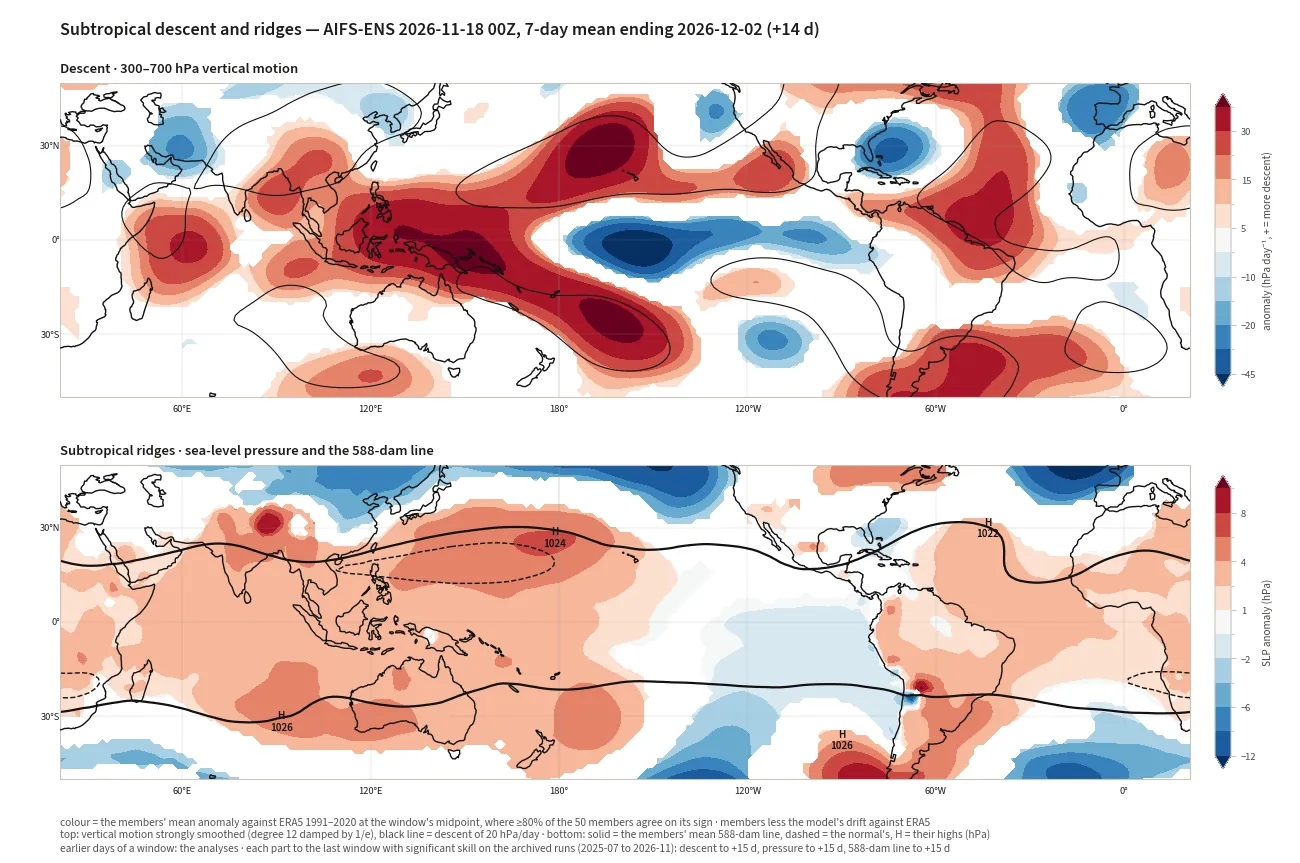 Subtropical descent and ridges — AIFS-ENS 2026-11-18 00Z, 7-day mean ending 2026-12-02 (+14 d)
Descent · 300–700 hPa vertical motion
30°N
0°
30°S
60°E
120°E
180°
120°W
60°W
0°
30
15
5
−10
−20
−45
anomaly (hPa day⁻¹, + = more descent)
Subtropical ridges · sea-level pressure and the 588-dam line
30°N
0°
30°S
H
1024
H
1022
H
1026
H
1026
60°E
120°E
180°
120°W
60°W
0°
8
4
1
−2
−6
−12
SLP anomaly (hPa)
colour = the members' mean anomaly against ERA5 1991–2020 at the window's midpoint, where ≥80% of the 50 members agree on its sign · members less the model's drift against ERA5
top: vertical motion strongly smoothed (degree 12 damped by 1/e), black line = descent of 20 hPa/day · bottom: solid = the members' mean 588-dam line, dashed = the normal's, H = their highs (hPa)
earlier days of a window: the analyses · each part to the last window with significant skill on the archived runs (2025-07 to 2026-11): descent to +15 d, pressure to +15 d, 588-dam line to +15 d